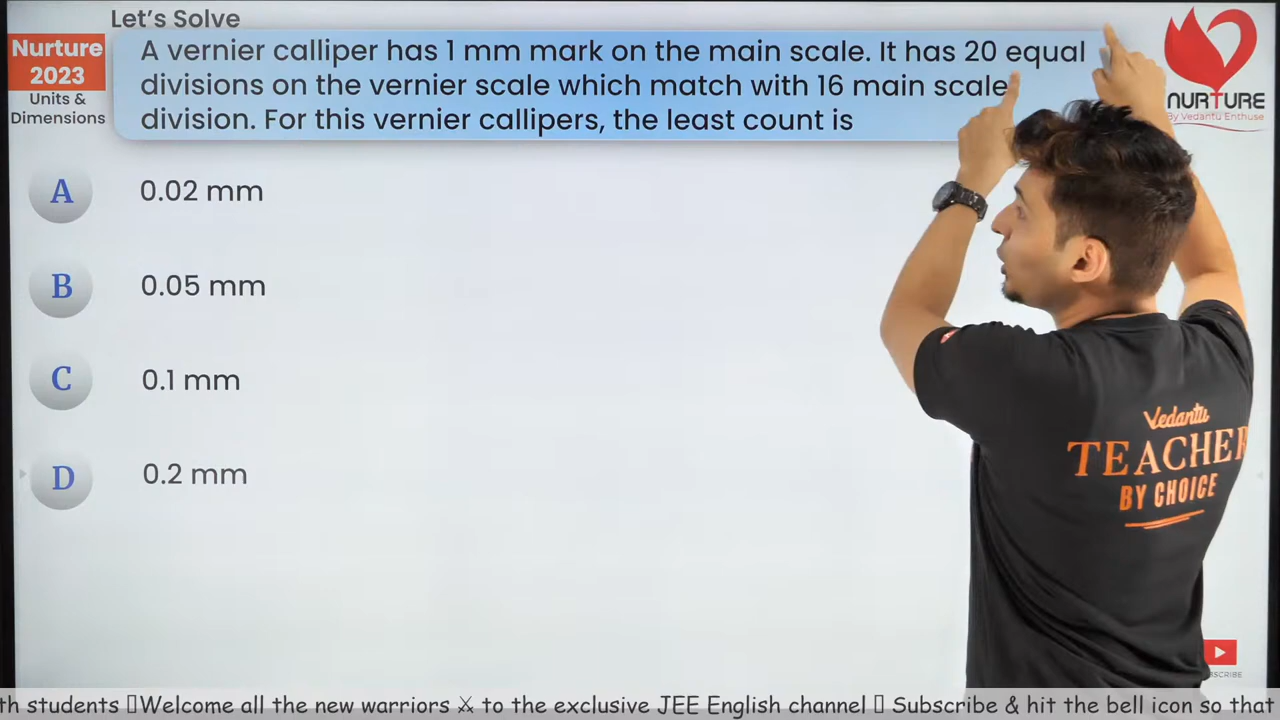 Let's Solve
Nurture
2023
Units &
Dimensions
A vernier calliper has 1 mm mark on the main scale. It has 20 equal
divisions on the vernier scale which match with 16 main scale
division. For this vernier callipers, the least count is
A 0.02 mm
B 0.05 mm
C 0.1 mm
D 0.2 mm
NURTURE
By Vedantu Enthuse
Vedantu
TEACHER
BY CHOICE
th students Welcome all the new warriors ⚔ to the exclusive JEE English channel Subscribe & hit the bell icon so that